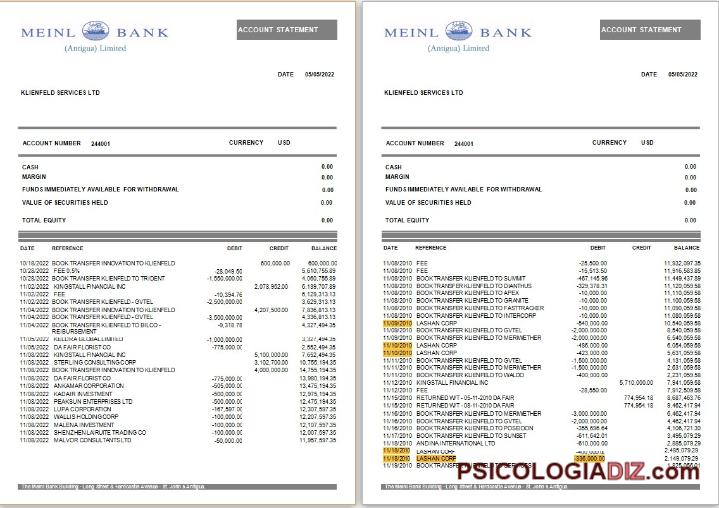 MEINL BANK
(Antigua) Limited
ACCOUNT STATEMENT
DATE 05/05/2022
KLIENFELD SERVICES LTD
ACCOUNT NUMBER 244001 CURRENCY USD
CASH 0.00
MARGIN 0.00
FUNDS IMMEDIATELY AVAILABLE FOR WITHDRAWAL 0.00
VALUE OF SECURITIES HELD 0.00
TOTAL EQUITY 0.00
DATE REFERENCE DEBIT CREDIT BALANCE
10/18/2022 BOOK TRANSFER INNOVATION TO KLIENFELD 600,000.00 600,000.00
10/28/2022 FEE 0.5% -28,049.50 5,610,755.89
10/28/2022 BOOK TRANSFER KLIENFELD TO TRIDENT -1,550,000.00 4,060,755.89
11/02/2022 KINGSTALL FINANCIAL INC 2,078,952.00 6,139,707.89
11/02/2022 FEE -10,394.76 6,129,313.13
11/02/2022 BOOK TRANSFER KLIENFELD - GVTEL -2,500,000.00 3,629,313.13
11/04/2022 BOOK TRANSFER INNOVATION TO KLIENFELD 4,207,500.00 7,836,813.13
11/04/2022 BOOK TRANSFER KLIENFELD - GVTEL -3,500,000.00 4,336,813.13
11/04/2022 BOOK TRANSFER KLIENFELD TO BILCO - -9,318.78 4,327,494.35
REIMBURSEMENT
11/05/2022 KELDRA GLOBAL LIMITED -1,000,000.00 3,327,494.35
11/05/2022 DA FAIR FLORIST CO -775,000.00 2,552,494.35
11/08/2022 KINGSTALL FINANCIAL INC 5,100,000.00 7,652,494.35
11/08/2022 STERLING CONSULTING CORP 3,102,700.00 10,755,194.35
11/08/2022 BOOK TRANSFER INNOVATION TO KLIENFELD 4,000,000.00 14,755,194.35
11/08/2022 DA FAIR FLORIST CO -775,000.00 13,980,194.35
11/08/2022 ANKAMAR CORPORATION -505,000.00 13,475,194.35
11/08/2022 KADAIR INVESTMENT -500,000.00 12,975,194.35
11/08/2022 PEAKSUN ENTERPRISES LTD -500,000.00 12,475,194.35
11/08/2022 LUPA CORPORATION -167,597.00 12,307,597.35
11/08/2022 WALLIS HOLDING CORP -100,000.00 12,207,597.35
11/08/2022 MALENA INVESTMENT -100,000.00 12,107,597.35
11/08/2022 SHENZHEN LAIRUITE TRADING CO -100,000.00 12,007,597.35
11/08/2022 MALVOR CONSULTANTS LTD -50,000.00 11,957,597.35
The Meinl Bank Building - Long Street & Hardcastle Avenue - St. John's Antigua
MEINL BANK
(Antigua) Limited
ACCOUNT STATEMENT
DATE 05/05/2022
KLIENFELD SERVICES LTD
ACCOUNT NUMBER 244001 CURRENCY USD
CASH 0.00
MARGIN 0.00
FUNDS IMMEDIATELY AVAILABLE FOR WITHDRAWAL 0.00
VALUE OF SECURITIES HELD 0.00
TOTAL EQUITY 0.00
DATE REFERENCE DEBIT CREDIT BALANCE
11/08/2010 FEE -25,500.00 11,932,097.35
11/08/2010 FEE -15,513.50 11,916,583.85
11/08/2010 BOOK TRANSFER KLIENFELD TO SUMMIT -467,145.96 11,449,437.89
11/08/2010 BOOK TRANSFER KLIENFELD TO DIANTHUS -329,378.31 11,120,059.58
11/08/2010 BOOK TRANSFER KLIENFELD TO APEX -10,000.00 11,110,059.58
11/08/2010 BOOK TRANSFER KLIENFELD TO GRANITE -10,000.00 11,100,059.58
11/08/2010 BOOK TRANSFER KLIENFELD TO FASTTRACHER -10,000.00 11,090,059.58
11/08/2010 BOOK TRANSFER KLIENFELD TO INTERCORP -10,000.00 11,080,059.58
11/09/2010 LASHAN CORP -540,000.00 10,540,059.58
11/09/2010 BOOK TRANSFER KLIENFELD TO GVTEL -2,000,000.00 8,540,059.58
11/09/2010 BOOK TRANSFER KLIENFELD TO MERIWETHER -2,000,000.00 6,540,059.58
11/10/2010 LASHAN CORP 6,054,059.58
11/10/2010 LASHAN CORP -423,000.00 5,631,059.58
11/11/2010 BOOK TRANSFER KLIENFELD TO GVTEL -1,500,000.00 4,131,059.58
11/11/2010 BOOK TRANSFER KLIENFELD TO MERIWETHER -1,500,000.00 2,631,059.58
11/11/2010 BOOK TRANSFER KLIENFELD TO WALDO -400,000.00 2,231,059.58
11/12/2010 KINGSTALL FINANCIAL INC 5,710,000.00 7,941,059.58
11/12/2010 FEE -28,550.00 7,912,509.58
11/15/2010 RETURNED W/T - 05-11-2010 DA FAIR 774,954.18 8,687,463.76
11/15/2010 RETURNED W/T - 08-11-2010 DA FAIR 774,954.18 9,462,417.94
11/16/2010 BOOK TRANSFER KLIENFELD TO MERIWETHER -3,000,000.00 6,462,417.94
11/16/2010 BOOK TRANSFER KLIENFELD TO GVTEL -2,000,000.00 4,462,417.94
11/16/2010 BOOK TRANSFER KLIENFELD TO POSEIDON -355,696.64 4,106,721.30
11/17/2010 BOOK TRANSFER KLIENFELD TO SUNSET -611,642.01 3,495,079.29
11/18/2010 ANDINA INTERNATIONAL LTD -610,000.00 2,885,079.29
11/18/2010 LASHAN CORP 2,485,079.29
11/18/2010 LASHAN CORP -336,000.00 2,149,079.29
11/19/2010 BOOK TRANSFER KLIENFELD TO
PSICOLOGIADIZ.com
The Meinl Bank Building - Long Street & Hardcastle Avenue - St. John's Antigua